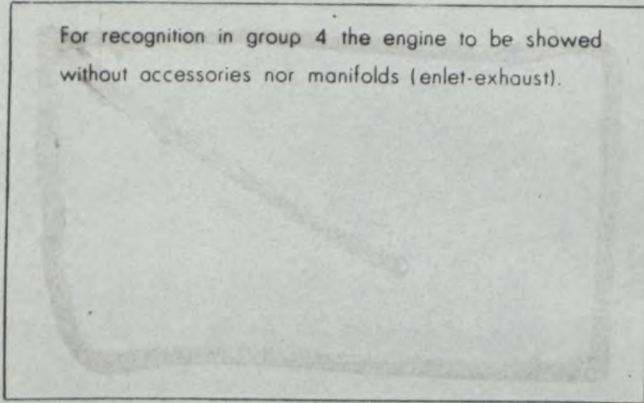 For recognition in group 4 the engine to be showed
without accessories nor manifolds (enlet-exhaust).